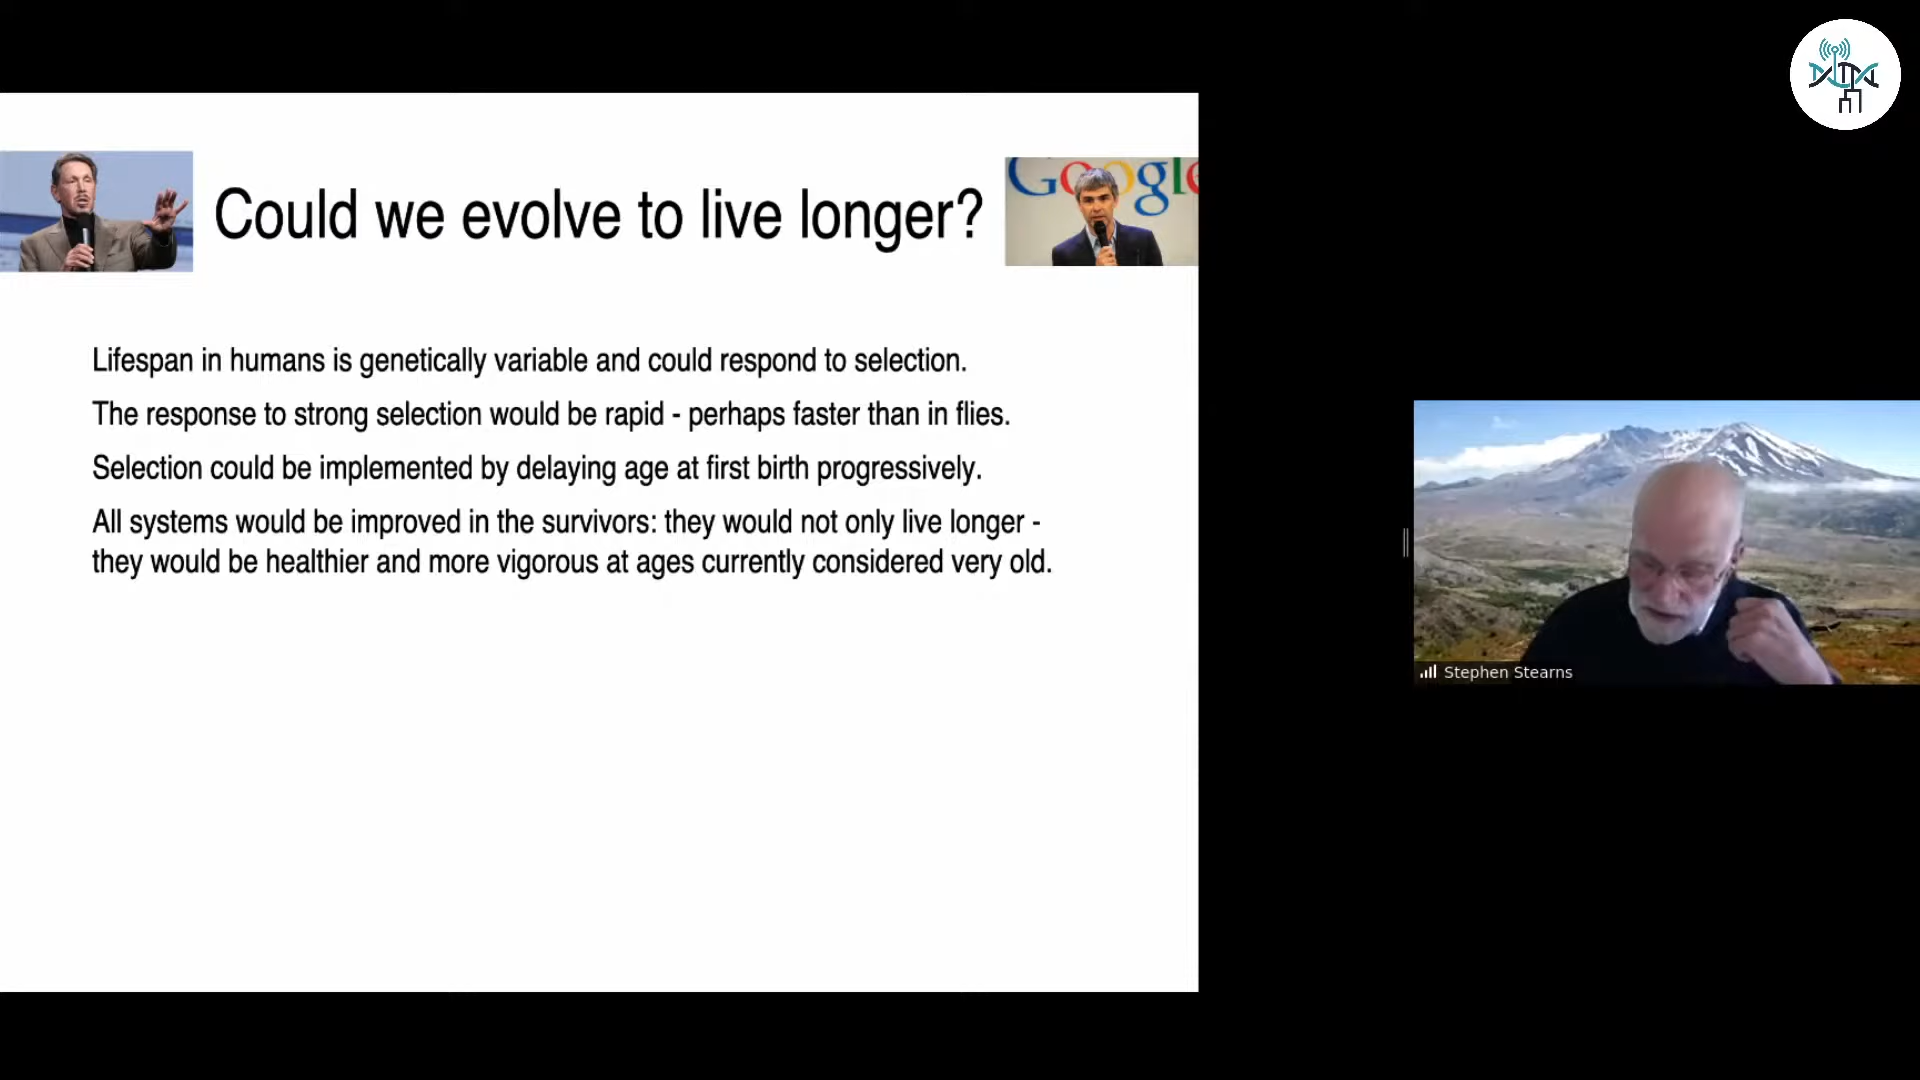 Google
Could we evolve to live longer?
Lifespan in humans is genetically variable and could respond to selection.
The response to strong selection would be rapid - perhaps faster than in flies.
Selection could be implemented by delaying age at first birth progressively.
All systems would be improved in the survivors: they would not only live longer -
they would be healthier and more vigorous at ages currently considered very old.
Stephen Stearns